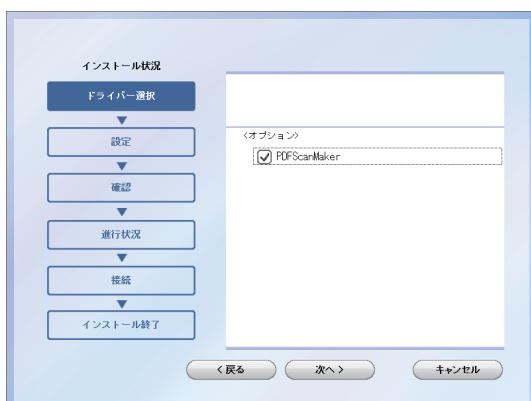 インストール状況
ドライバー選択
設定
確認
進行状況
接続
インストール終了
<オプション>
PDFScanMaker
<戻る
次へ>
キャンセル